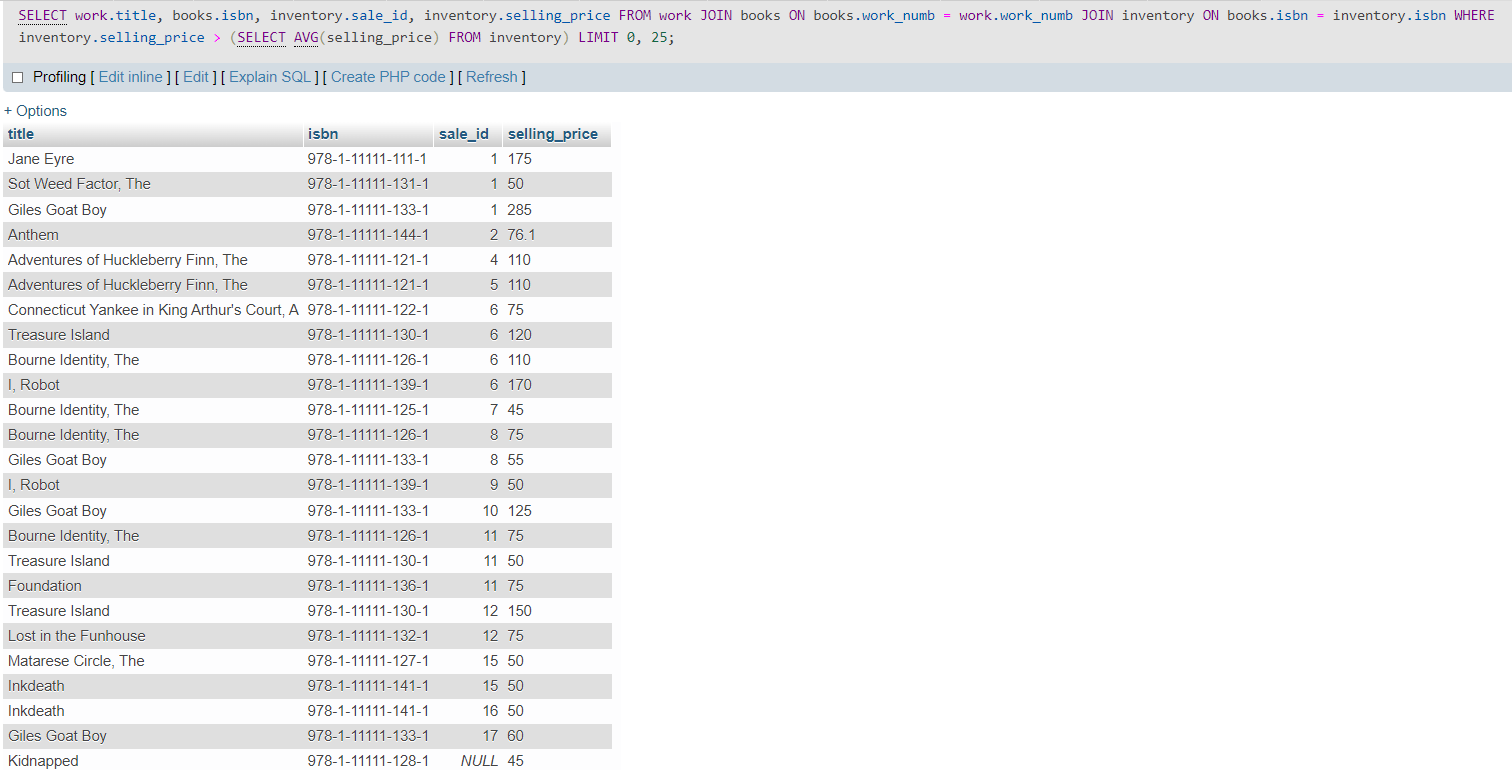 SELECT work.title, books.isbn, inventory.sale_id, inventory.selling_price FROM work JOIN books ON books.work_numb = work.work_numb JOIN inventory ON books.isbn = inventory.isbn WHERE
inventory.selling_price > (SELECT AVG(selling_price) FROM inventory) LIMIT 0, 25;
Profiling [ Edit inline ] [ Edit ] [ Explain SQL ] [ Create PHP code ] [ Refresh ]
+ Options
title isbn sale_id selling_price
Jane Eyre 978-1-11111-111-1 1 175
Sot Weed Factor, The 978-1-11111-131-1 1 50
Giles Goat Boy 978-1-11111-133-1 1 285
Anthem 978-1-11111-144-1 2 76.1
Adventures of Huckleberry Finn, The 978-1-11111-121-1 4 110
Adventures of Huckleberry Finn, The 978-1-11111-121-1 5 110
Connecticut Yankee in King Arthur's Court, A 978-1-11111-122-1 6 75
Treasure Island 978-1-11111-130-1 6 120
Bourne Identity, The 978-1-11111-126-1 6 110
I, Robot 978-1-11111-139-1 6 170
Bourne Identity, The 978-1-11111-125-1 7 45
Bourne Identity, The 978-1-11111-126-1 8 75
Giles Goat Boy 978-1-11111-133-1 8 55
I, Robot 978-1-11111-139-1 9 50
Giles Goat Boy 978-1-11111-133-1 10 125
Bourne Identity, The 978-1-11111-126-1 11 75
Treasure Island 978-1-11111-130-1 11 50
Foundation 978-1-11111-136-1 11 75
Treasure Island 978-1-11111-130-1 12 150
Lost in the Funhouse 978-1-11111-132-1 12 75
Matarese Circle, The 978-1-11111-127-1 15 50
Inkdeath 978-1-11111-141-1 15 50
Inkdeath 978-1-11111-141-1 16 50
Giles Goat Boy 978-1-11111-133-1 17 60
Kidnapped 978-1-11111-128-1 NULL 45